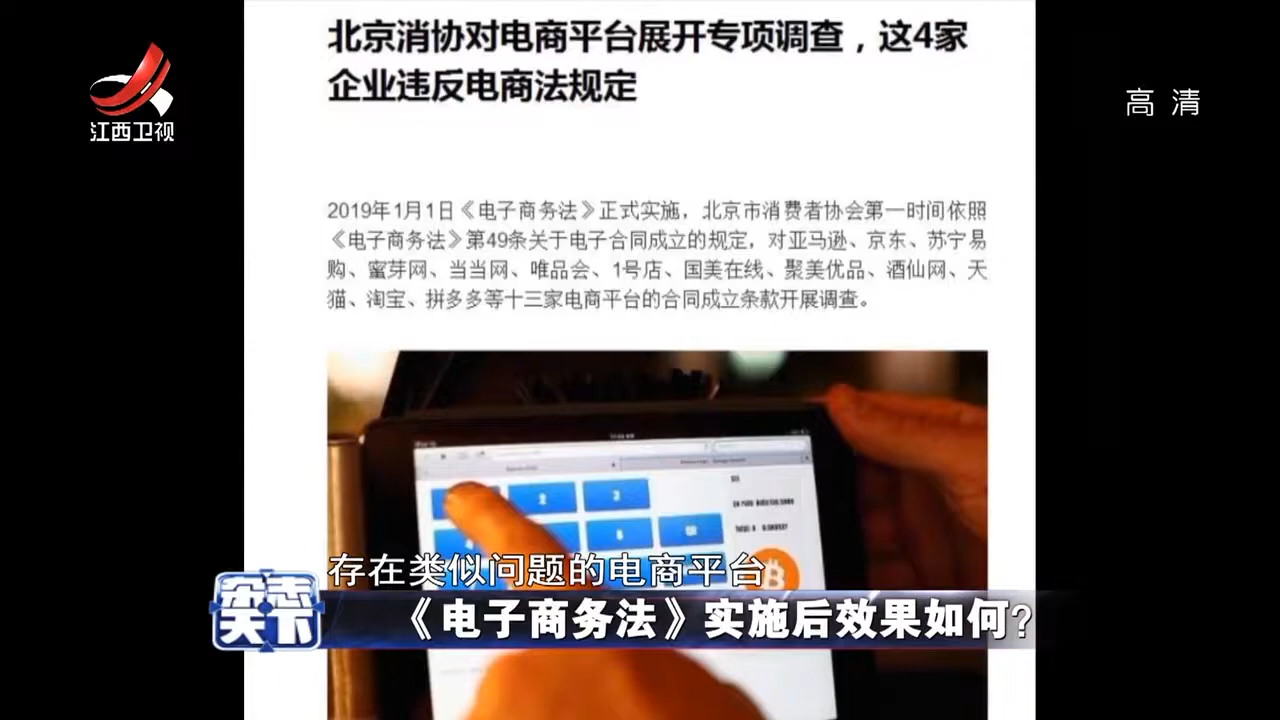 北京消协对电商平台展开专项调查，这4家
企业违反电商法规定
江西卫视
高清
2019年1月1日《电子商务法》正式实施，北京市消费者协会第一时间依照
《电子商务法》第49条关于电子合同成立的规定，对亚马逊、京东、苏宁易
购、蜜芽网、当当网、唯品会、1号店、国美在线、聚美优品、酒仙网、天
猫、淘宝、拼多多等十三家电商平台的合同成立条款开展调查。
2
3
存在类似问题的电商平台
杂志
天下
《电子商务法》实施后效果如何？